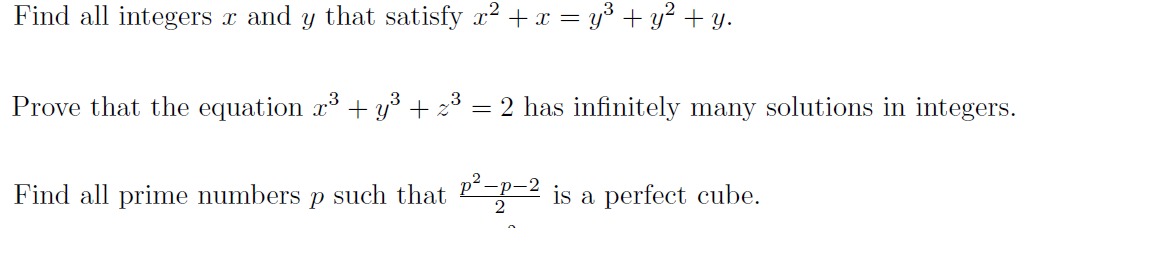 Find all integers x and y that satisfy x² + x = y³ + y² + y.
Prove that the equation x³ + y³ + z³ = 2 has infinitely many solutions in integers.
Find all prime numbers p such that (p²−p−2)/2 is a perfect cube.